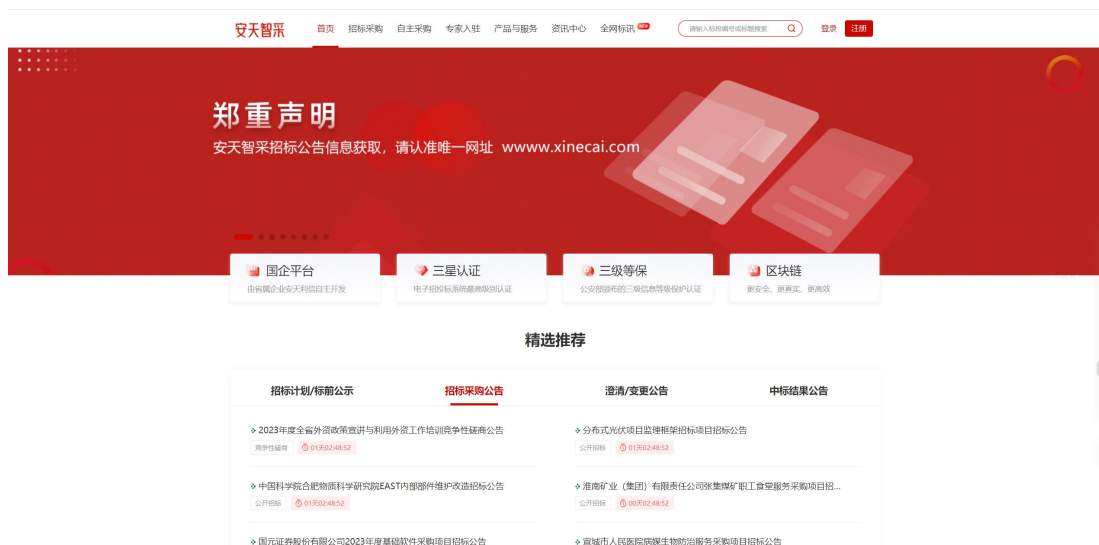 安天智采
首页 招标采购 自主采购 专家入驻 产品与服务 资讯中心 全网标讯
请输入标段编号或标题搜索
登录 注册
郑重声明
安天智采招标公告信息获取，请认准唯一网址 wwww.xinecai.com
国企平台
由省属企业安天利信自主开发
三星认证
电子招投标系统最高级别认证
三级等保
公安部颁布的三级信息等级保护认证
区块链
更安全、更真实、更高效
精选推荐
招标计划/标前公示 招标采购公告 澄清/变更公告 中标结果公告
2023年度全省外资政策宣讲与利用外资工作培训竞争性磋商公告
竞争性磋商 01天02:48:52
分布式光伏项目监理框架招标项目招标公告
公开招标 01天02:48:52
中国科学院合肥物质科学研究院EAST内部部件维护改造招标公告
公开招标 01天02:48:52
淮南矿业（集团）有限责任公司张集煤矿职工食堂服务采购项目招...
公开招标 00天02:48:52
国元证券股份有限公司2023年度基础软件采购项目招标公告
宣城市人民医院病媒生物防治服务采购项目招标公告